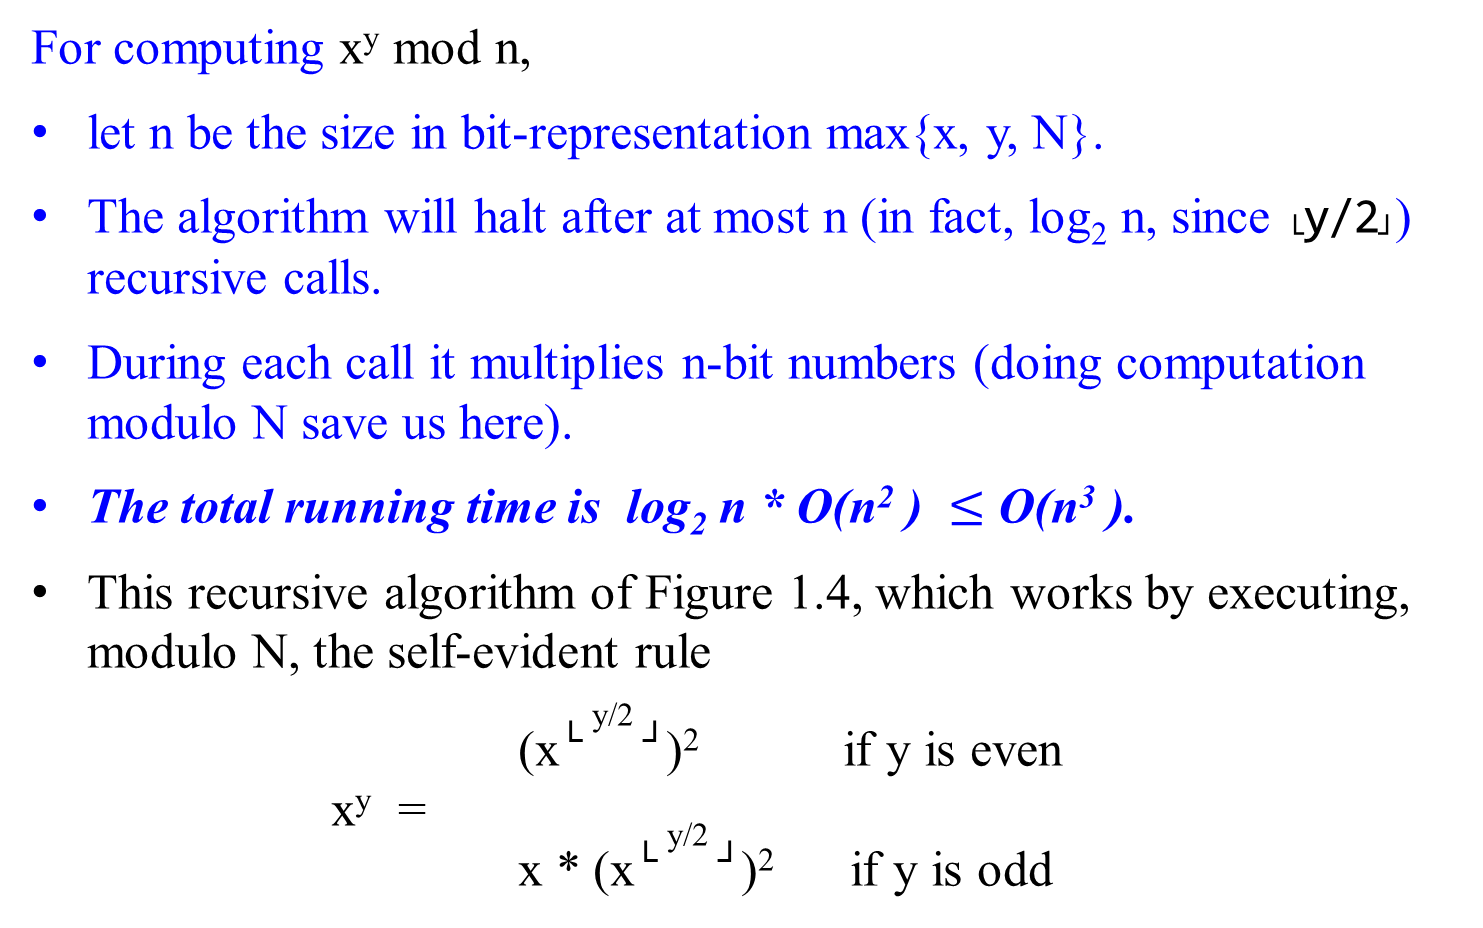 For computing xʸ mod n,
• let n be the size in bit-representation max{x, y, N}.
• The algorithm will halt after at most n (in fact, log₂ n, since ⌞y/2⌟)
recursive calls.
• During each call it multiplies n-bit numbers (doing computation
modulo N save us here).
• The total running time is log₂ n * O(n²) ≤ O(n³).
• This recursive algorithm of Figure 1.4, which works by executing,
modulo N, the self-evident rule
(x^⌞y/2⌟)² if y is even
xʸ =
x * (x^⌞y/2⌟)² if y is odd